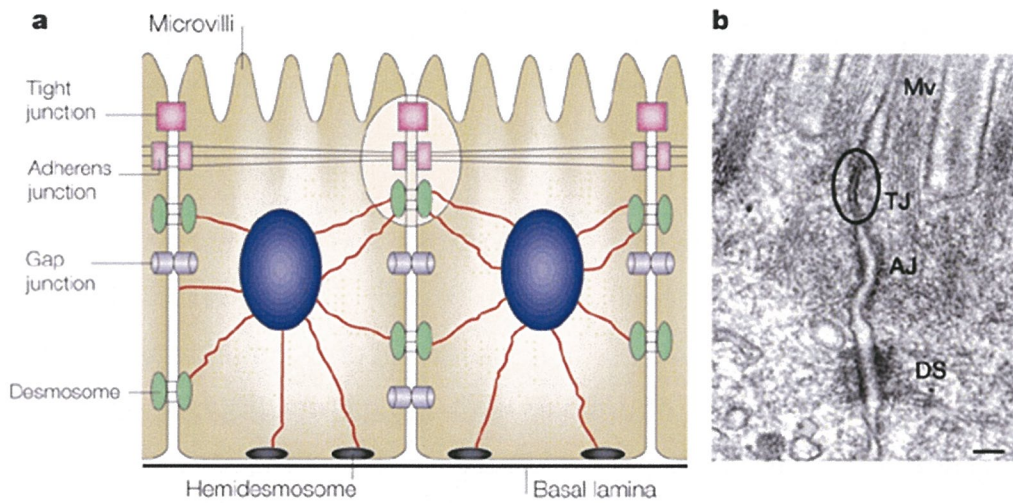 a
Microvilli
Tight
junction
Adherens
junction
Gap
junction
Desmosome
Hemidesmosome
Basal lamina
b
Mv
TJ
AJ
DS